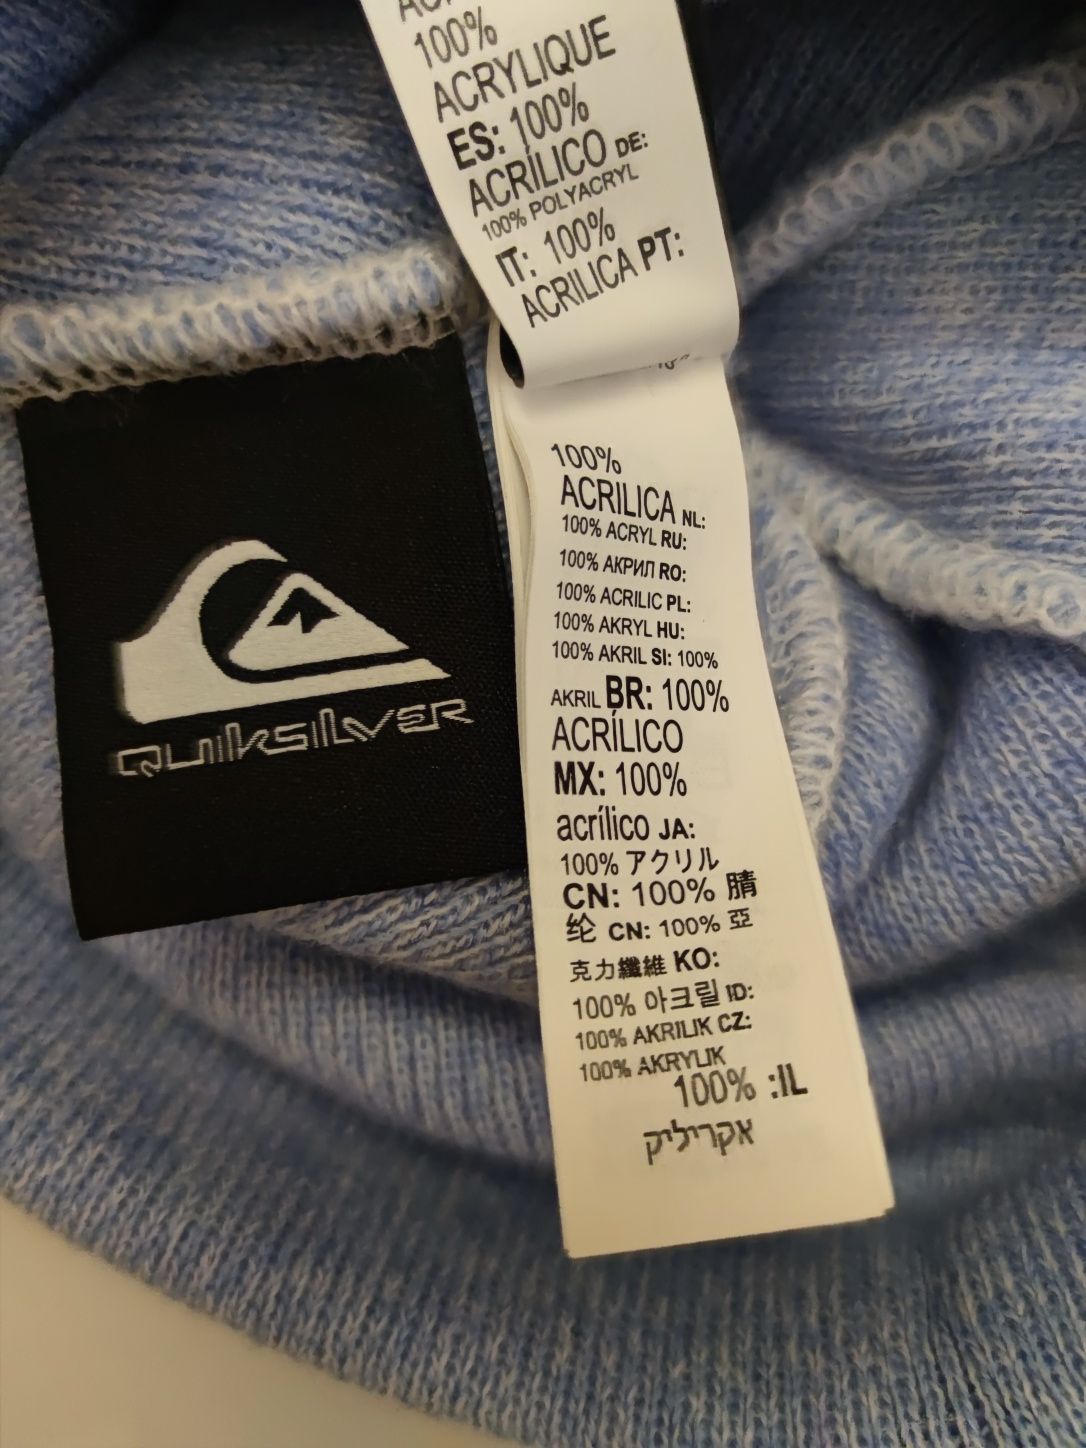 100%
ACRYLIQUE
ES: 100%
ACRÍLICO DE:
100% POLYACRYL
IT: 100%
ACRILICA PT:
100%
ACRILICA NL:
100% ACRYL RU:
100% АКРИЛ RO:
100% ACRILIC PL:
100% AKRYL HU:
100% AKRIL SI: 100%
AKRIL BR: 100%
ACRÍLICO
MX: 100%
acrílico JA:
100% アクリル
CN: 100%腈
纶 CN: 100% 亞
克力纖維 KO:
100% 아크릴 ID:
100% AKRILIK CZ:
100% AKRYLIK
100% :IL
אקריליק
QUIKSILVER